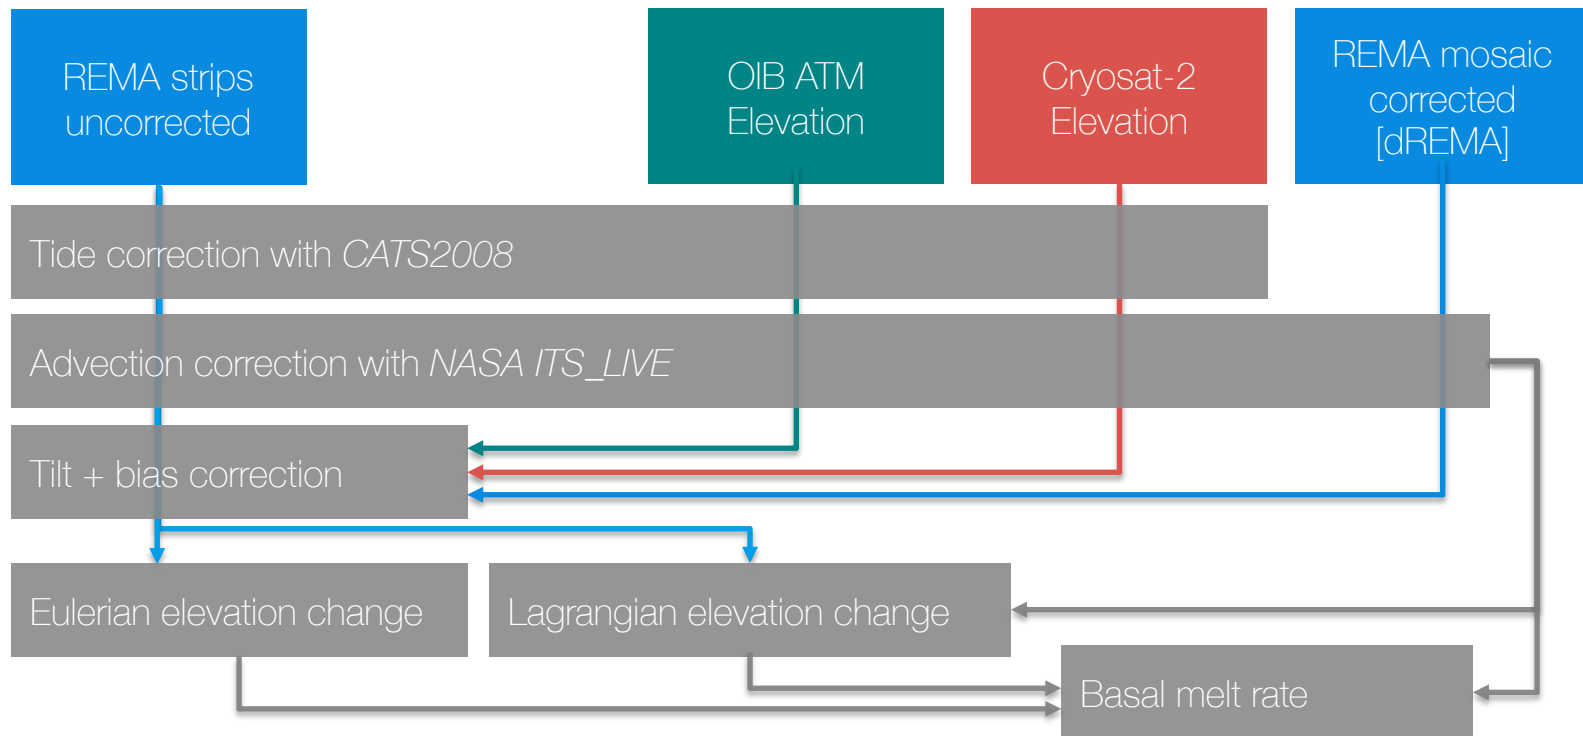 REMA strips
uncorrected
OIB ATM
Elevation
Cryosat-2
Elevation
REMA mosaic
corrected
[dREMA]
Tide correction with CATS2008
Advection correction with NASA ITS_LIVE
Tilt + bias correction
Eulerian elevation change
Lagrangian elevation change
Basal melt rate